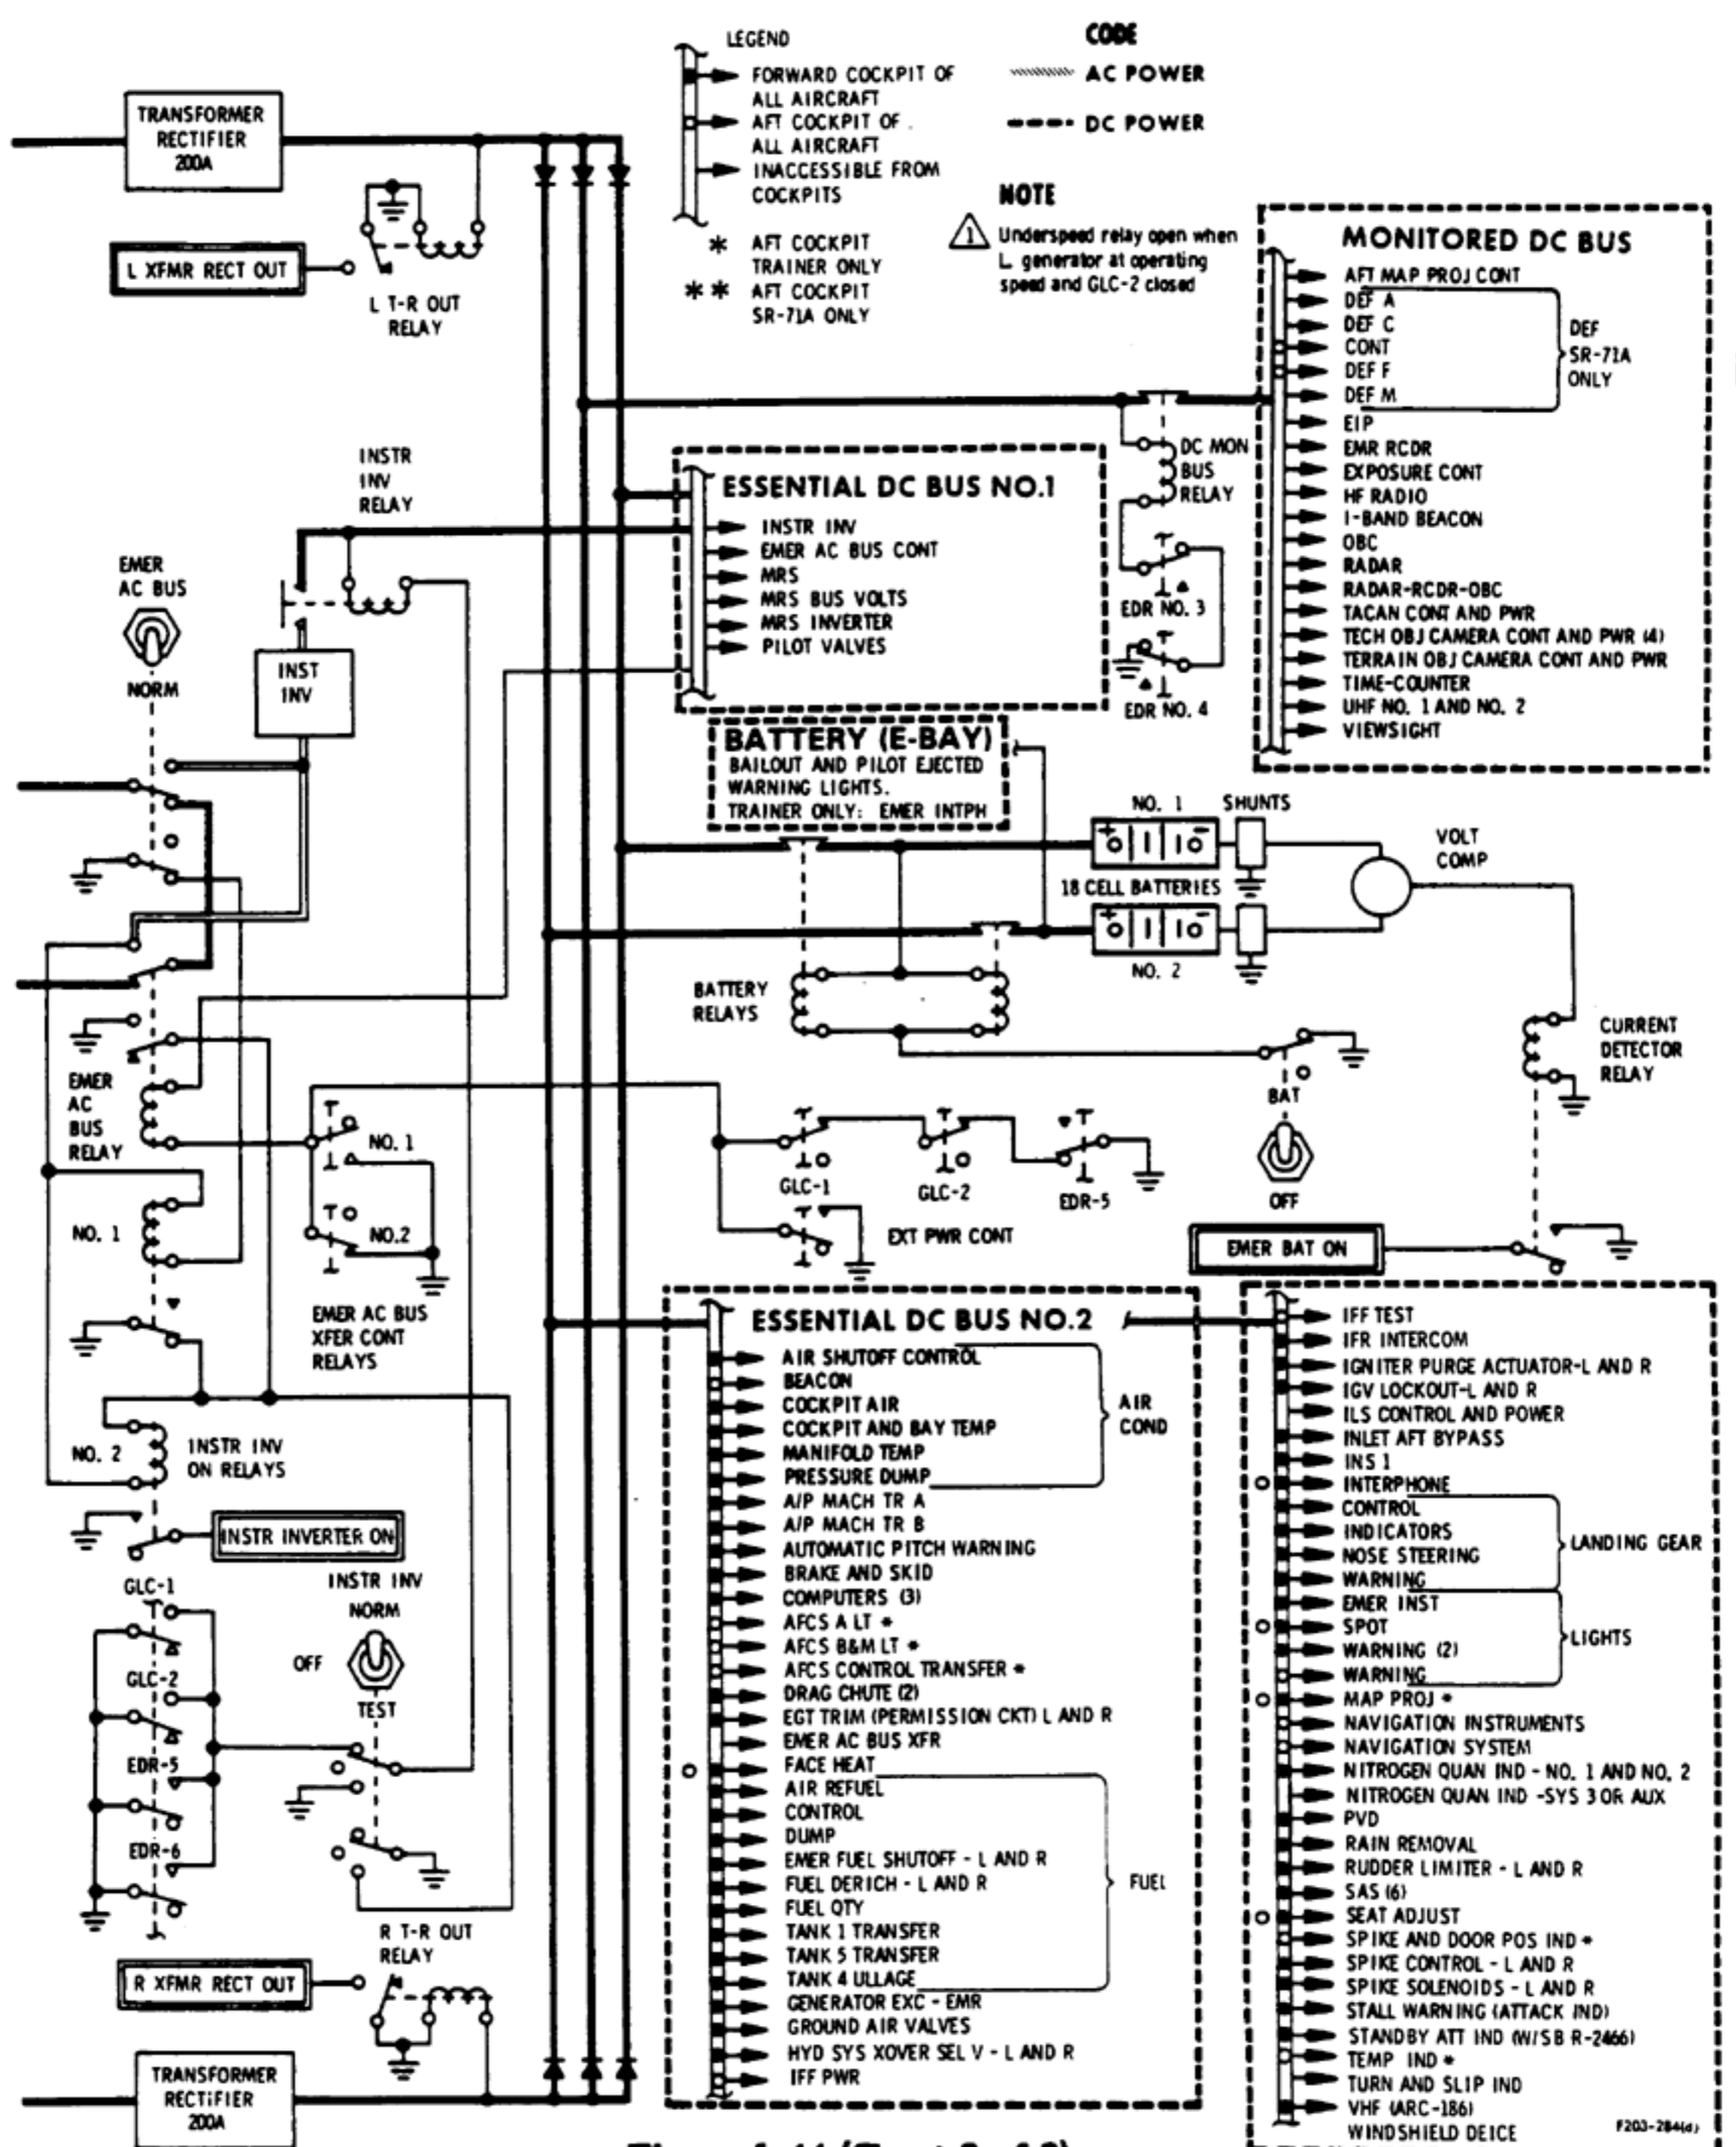 LEGEND
FORWARD COCKPIT OF
ALL AIRCRAFT
AFT COCKPIT OF
ALL AIRCRAFT
INACCESSIBLE FROM
COCKPITS
* AFT COCKPIT
TRAINER ONLY
** AFT COCKPIT
SR-71A ONLY
CODE
AC POWER
DC POWER
NOTE
1 Underspeed relay open when
L generator at operating
speed and GLC-2 closed
TRANSFORMER
RECTIFIER
200A
L XFMR RECT OUT
L T-R OUT
RELAY
MONITORED DC BUS
AFT MAP PROJ CONT
DEF A
DEF C
CONT
DEF F
DEF M
DEF
SR-71A
ONLY
EIP
EMR RCDR
EXPOSURE CONT
HF RADIO
I-BAND BEACON
OBC
RADAR
RADAR-RCDR-OBC
TACAN CONT AND PWR
TECH OBJ CAMERA CONT AND PWR (4)
TERRAIN OBJ CAMERA CONT AND PWR
TIME-COUNTER
UHF NO. 1 AND NO. 2
VIEWSIGHT
INSTR
INV
RELAY
ESSENTIAL DC BUS NO.1
INSTR INV
EMER AC BUS CONT
MRS
MRS BUS VOLTS
MRS INVERTER
PILOT VALVES
DC MON
BUS
RELAY
EDR NO. 3
EDR NO. 4
EMER
AC BUS
NORM
INST
INV
BATTERY (E-BAY)
BAILOUT AND PILOT EJECTED
WARNING LIGHTS.
TRAINER ONLY: EMER INTPH
NO. 1
SHUNTS
VOLT
COMP
18 CELL BATTERIES
NO. 2
BATTERY
RELAYS
CURRENT
DETECTOR
RELAY
BAT
OFF
EMER BAT ON
EMER
AC
BUS
RELAY
NO. 1
NO. 1
NO.2
EMER AC BUS
XFER CONT
RELAYS
GLC-1
GLC-2
EDR-5
EXT PWR CONT
NO. 2
INSTR INV
ON RELAYS
INSTR INVERTER ON
GLC-1
GLC-2
EDR-5
EDR-6
INSTR INV
NORM
OFF
TEST
R T-R OUT
RELAY
R XFMR RECT OUT
TRANSFORMER
RECTIFIER
200A
ESSENTIAL DC BUS NO.2
AIR SHUTOFF CONTROL
BEACON
COCKPIT AIR
COCKPIT AND BAY TEMP
MANIFOLD TEMP
PRESSURE DUMP
AIR
COND
A/P MACH TR A
A/P MACH TR B
AUTOMATIC PITCH WARNING
BRAKE AND SKID
COMPUTERS (3)
AFCS A LT *
AFCS B&M LT *
AFCS CONTROL TRANSFER *
DRAG CHUTE (2)
EGT TRIM (PERMISSION CKT) L AND R
EMER AC BUS XFR
FACE HEAT
AIR REFUEL
CONTROL
DUMP
EMER FUEL SHUTOFF - L AND R
FUEL DERICH - L AND R
FUEL QTY
TANK 1 TRANSFER
TANK 5 TRANSFER
TANK 4 ULLAGE
FUEL
GENERATOR EXC - EMR
GROUND AIR VALVES
HYD SYS XOVER SEL V - L AND R
IFF PWR
IFF TEST
IFR INTERCOM
IGNITER PURGE ACTUATOR-L AND R
IGV LOCKOUT-L AND R
ILS CONTROL AND POWER
INLET AFT BYPASS
INS 1
INTERPHONE
CONTROL
INDICATORS
NOSE STEERING
WARNING
LANDING GEAR
EMER INST
SPOT
WARNING (2)
WARNING
LIGHTS
MAP PROJ *
NAVIGATION INSTRUMENTS
NAVIGATION SYSTEM
NITROGEN QUAN IND - NO. 1 AND NO. 2
NITROGEN QUAN IND -SYS 3 OR AUX
PVD
RAIN REMOVAL
RUDDER LIMITER - L AND R
SAS (6)
SEAT ADJUST
SPIKE AND DOOR POS IND *
SPIKE CONTROL - L AND R
SPIKE SOLENOIDS - L AND R
STALL WARNING (ATTACK IND)
STANDBY ATT IND (W/SB R-2466)
TEMP IND *
TURN AND SLIP IND
VHF (ARC-186)
WINDSHIELD DEICE
F203-284(d)